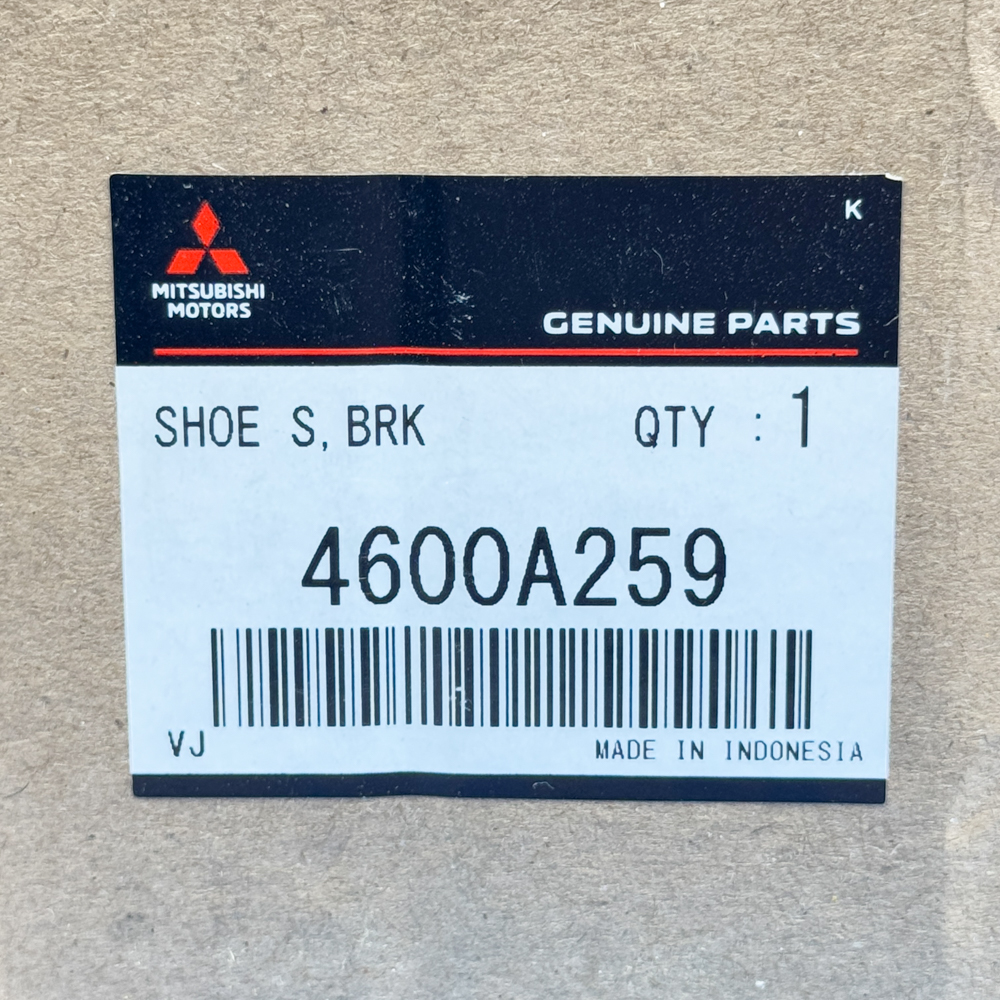 K
MITSUBISHI
MOTORS
GENUINE PARTS
SHOE S, BRK QTY : 1
4600A259
VJ MADE IN INDONESIA